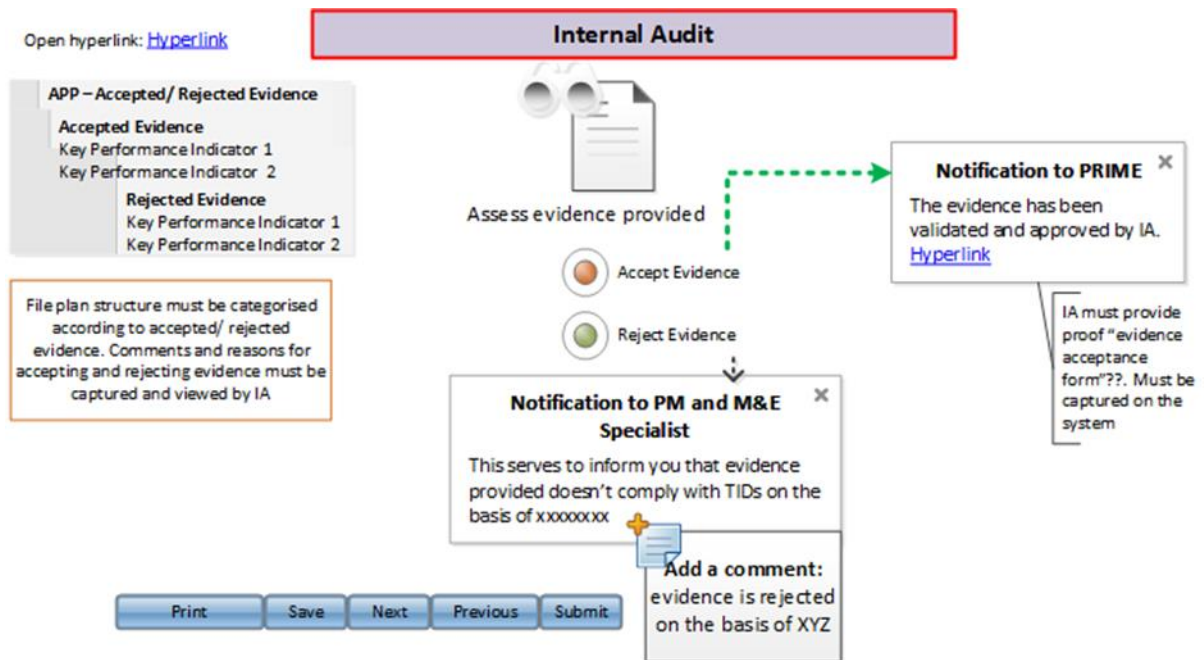 Internal Audit
Open hyperlink: Hyperlink
APP – Accepted/ Rejected Evidence
Accepted Evidence
Key Performance Indicator 1
Key Performance Indicator 2
Rejected Evidence
Key Performance Indicator 1
Key Performance Indicator 2
File plan structure must be categorised
according to accepted/ rejected
evidence. Comments and reasons for
accepting and rejecting evidence must be
captured and viewed by IA
Assess evidence provided
Accept Evidence
Reject Evidence
Notification to PRIME
The evidence has been
validated and approved by IA.
Hyperlink
IA must provide
proof “evidence
acceptance
form”??. Must be
captured on the
system
Notification to PM and M&E
Specialist
This serves to inform you that evidence
provided doesn’t comply with TIDs on the
basis of xxxxxxxx
Add a comment:
evidence is rejected
on the basis of XYZ
Print
Save
Next
Previous
Submit